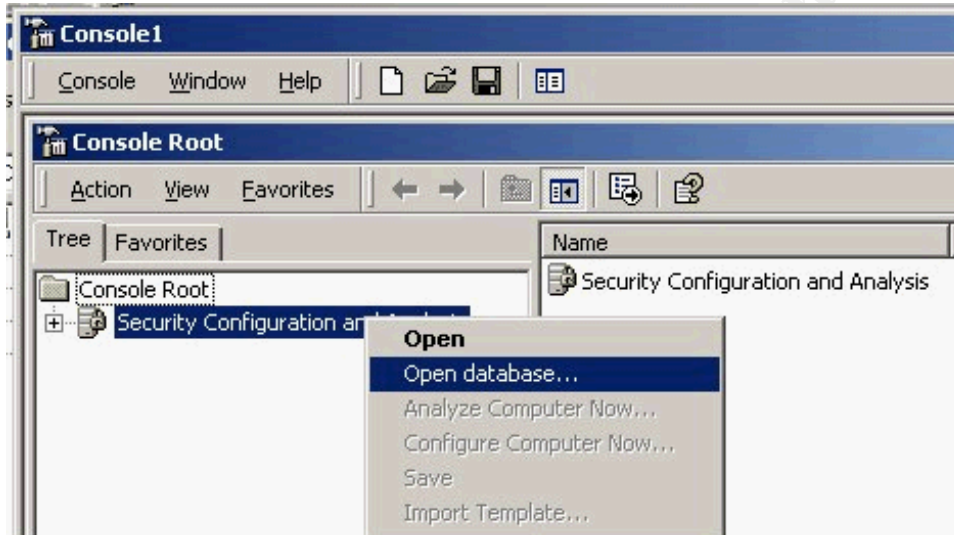 Console1
Console Window Help
Console Root
Action View Favorites
Tree Favorites
Name
Console Root
Security Configuration and Analysis
Security Configuration an
Open
Open database...
Analyze Computer Now...
Configure Computer Now...
Save
Import Template...